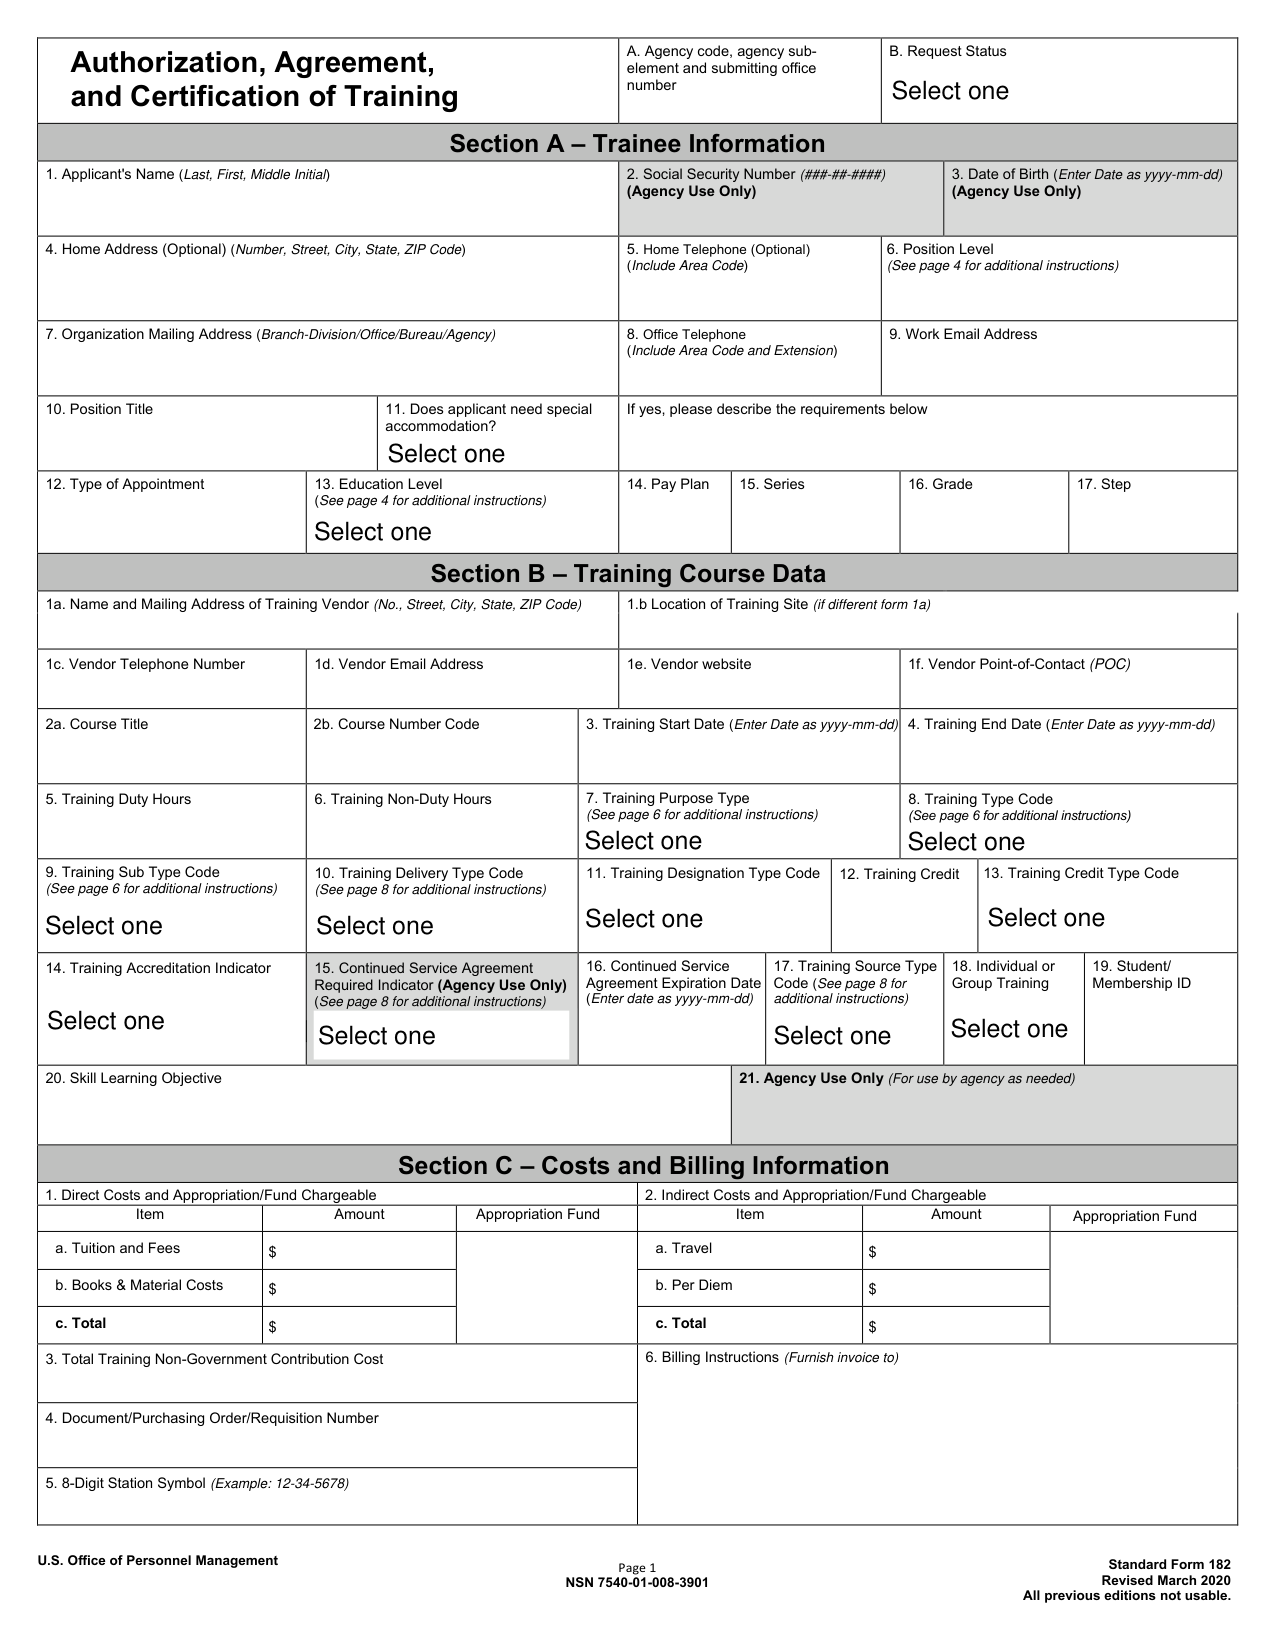 Authorization, Agreement,
and Certification of Training
A. Agency code, agency sub-
element and submitting office
number
B. Request Status
Select one
Section A – Trainee Information
1. Applicant's Name (Last, First, Middle Initial)
2. Social Security Number (###-##-####)
(Agency Use Only)
3. Date of Birth (Enter Date as yyyy-mm-dd)
(Agency Use Only)
4. Home Address (Optional) (Number, Street, City, State, ZIP Code)
5. Home Telephone (Optional)
(Include Area Code)
6. Position Level
(See page 4 for additional instructions)
7. Organization Mailing Address (Branch-Division/Office/Bureau/Agency)
8. Office Telephone
(Include Area Code and Extension)
9. Work Email Address
10. Position Title
11. Does applicant need special
accommodation?
Select one
If yes, please describe the requirements below
12. Type of Appointment
13. Education Level
(See page 4 for additional instructions)
Select one
14. Pay Plan
15. Series
16. Grade
17. Step
Section B – Training Course Data
1a. Name and Mailing Address of Training Vendor (No., Street, City, State, ZIP Code)
1.b Location of Training Site (if different form 1a)
1c. Vendor Telephone Number
1d. Vendor Email Address
1e. Vendor website
1f. Vendor Point-of-Contact (POC)
2a. Course Title
2b. Course Number Code
3. Training Start Date (Enter Date as yyyy-mm-dd)
4. Training End Date (Enter Date as yyyy-mm-dd)
5. Training Duty Hours
6. Training Non-Duty Hours
7. Training Purpose Type
(See page 6 for additional instructions)
Select one
8. Training Type Code
(See page 6 for additional instructions)
Select one
9. Training Sub Type Code
(See page 6 for additional instructions)
Select one
10. Training Delivery Type Code
(See page 8 for additional instructions)
Select one
11. Training Designation Type Code
Select one
12. Training Credit
13. Training Credit Type Code
Select one
14. Training Accreditation Indicator
Select one
15. Continued Service Agreement
Required Indicator (Agency Use Only)
(See page 8 for additional instructions)
Select one
16. Continued Service
Agreement Expiration Date
(Enter date as yyyy-mm-dd)
17. Training Source Type
Code (See page 8 for
additional instructions)
Select one
18. Individual or
Group Training
Select one
19. Student/
Membership ID
20. Skill Learning Objective
21. Agency Use Only (For use by agency as needed)
Section C – Costs and Billing Information
1. Direct Costs and Appropriation/Fund Chargeable
2. Indirect Costs and Appropriation/Fund Chargeable
Item Amount Appropriation Fund
Item Amount Appropriation Fund
a. Tuition and Fees $
a. Travel $
b. Books & Material Costs $
b. Per Diem $
c. Total $
c. Total $
3. Total Training Non-Government Contribution Cost
6. Billing Instructions (Furnish invoice to)
4. Document/Purchasing Order/Requisition Number
5. 8-Digit Station Symbol (Example: 12-34-5678)
U.S. Office of Personnel Management
Page 1
NSN 7540-01-008-3901
Standard Form 182
Revised March 2020
All previous editions not usable.